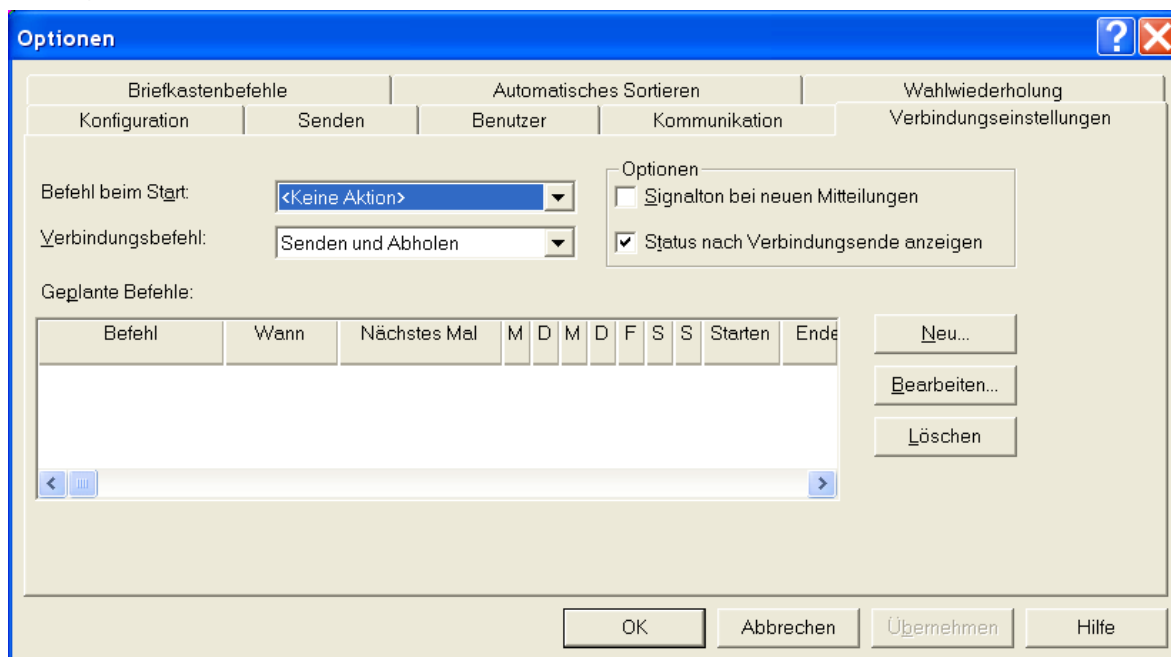 Optionen
Briefkastenbefehle Automatisches Sortieren Wahlwiederholung
Konfiguration Senden Benutzer Kommunikation Verbindungseinstellungen
Befehl beim Start: <Keine Aktion>
Verbindungsbefehl: Senden und Abholen
Optionen
Signalton bei neuen Mitteilungen
Status nach Verbindungsende anzeigen
Geplante Befehle:
Befehl Wann Nächstes Mal M D M D F S S Starten Ende
Neu...
Bearbeiten...
Löschen
OK Abbrechen Übernehmen Hilfe